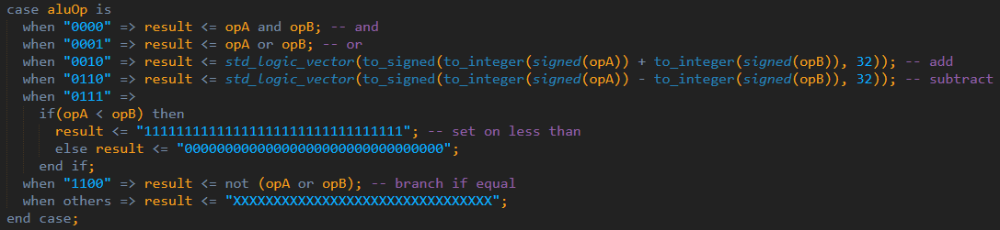 case aluOp is
when "0000" => result <= opA and opB; -- and
when "0001" => result <= opA or opB; -- or
when "0010" => result <= std_logic_vector(to_signed(to_integer(signed(opA)) + to_integer(signed(opB)), 32)); -- add
when "0110" => result <= std_logic_vector(to_signed(to_integer(signed(opA)) - to_integer(signed(opB)), 32)); -- subtract
when "0111" =>
if(opA < opB) then
result <= "11111111111111111111111111111111"; -- set on less than
else result <= "00000000000000000000000000000000";
end if;
when "1100" => result <= not (opA or opB); -- branch if equal
when others => result <= "XXXXXXXXXXXXXXXXXXXXXXXXXXXXXXXX";
end case;